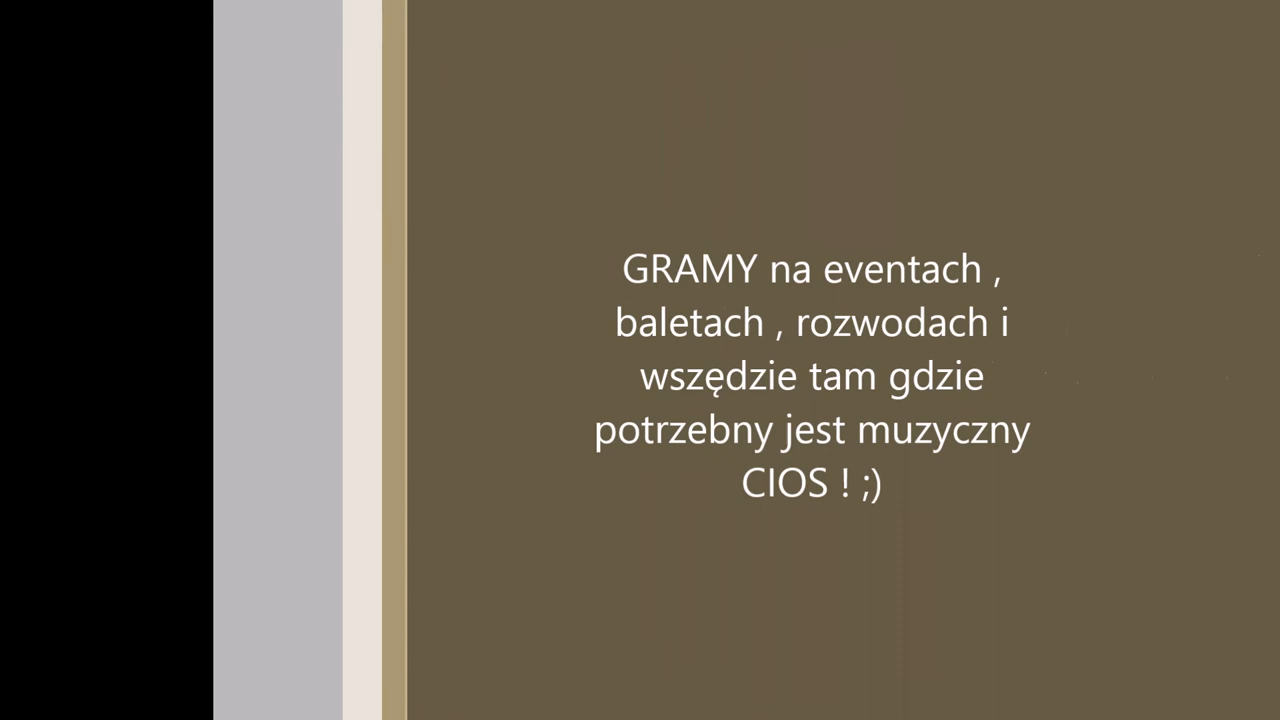 GRAMY na eventach ,
baletach , rozwodach i
wszędzie tam gdzie
potrzebny jest muzyczny
CIOS ! ;)